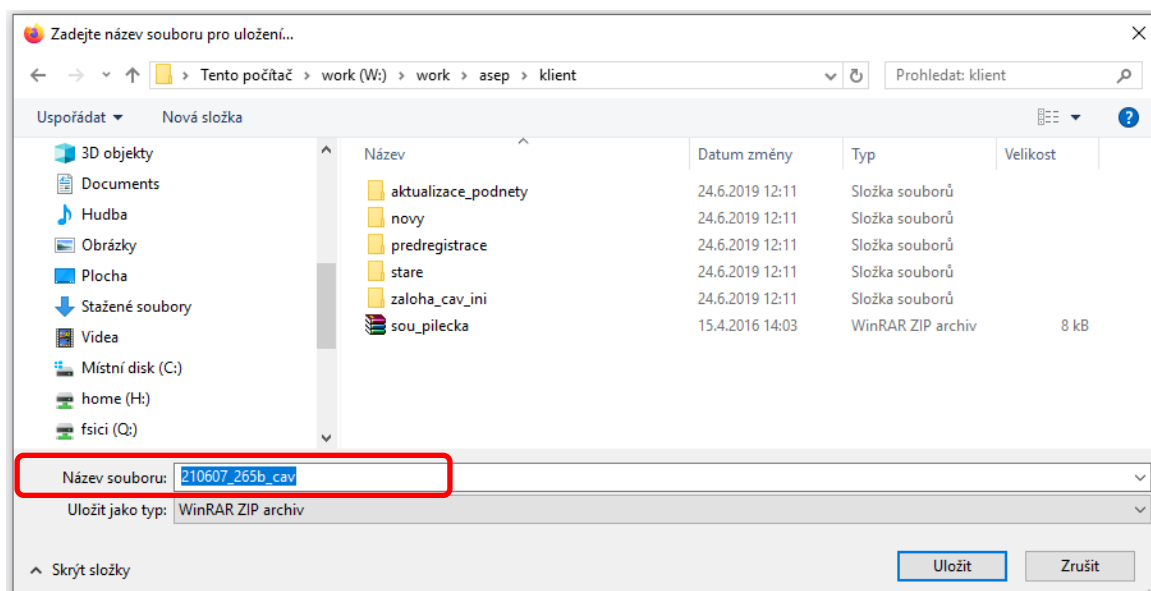 Zadejte název souboru pro uložení...
Tento počítač > work (W:) > work > asep > klient
Prohledat: klient
Uspořádat Nová složka
?
3D objekty
Documents
Hudba
Obrázky
Plocha
Stažené soubory
Videa
Místní disk (C:)
home (H:)
fsici (Q:)
Název Datum změny Typ Velikost
aktualizace_podnety 24.6.2019 12:11 Složka souborů
novy 24.6.2019 12:11 Složka souborů
predregistrace 24.6.2019 12:11 Složka souborů
stare 24.6.2019 12:11 Složka souborů
zaloha_cav_ini 24.6.2019 12:11 Složka souborů
sou_pilecka 15.4.2016 14:03 WinRAR ZIP archiv 8 kB
Název souboru: 210607_265b_cav
Uložit jako typ: WinRAR ZIP archiv
Skrýt složky
Uložit Zrušit